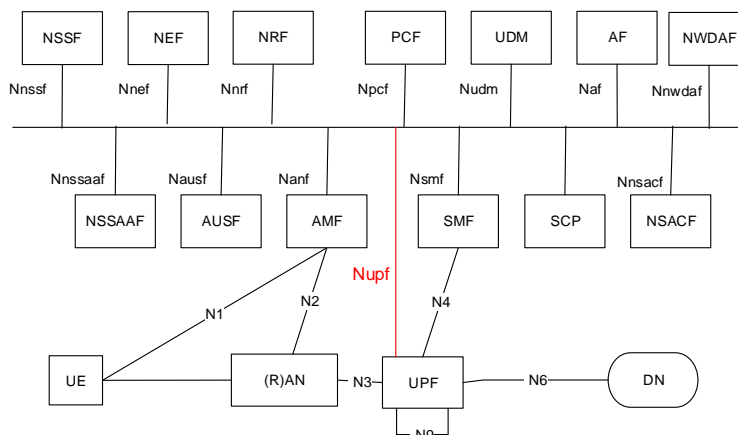 NSSF
NEF
NRF
PCF
UDM
AF
NWDAF
Nnssf
Nnef
Nnrf
Npcf
Nudm
Naf
Nnwdaf
Nnssaaf
Nausf
Nanf
Nsmf
Nnsacf
NSSAAF
AUSF
AMF
SMF
SCP
NSACF
Nupf
N1
N2
N4
UE
(R)AN
N3
UPF
N6
DN
N9